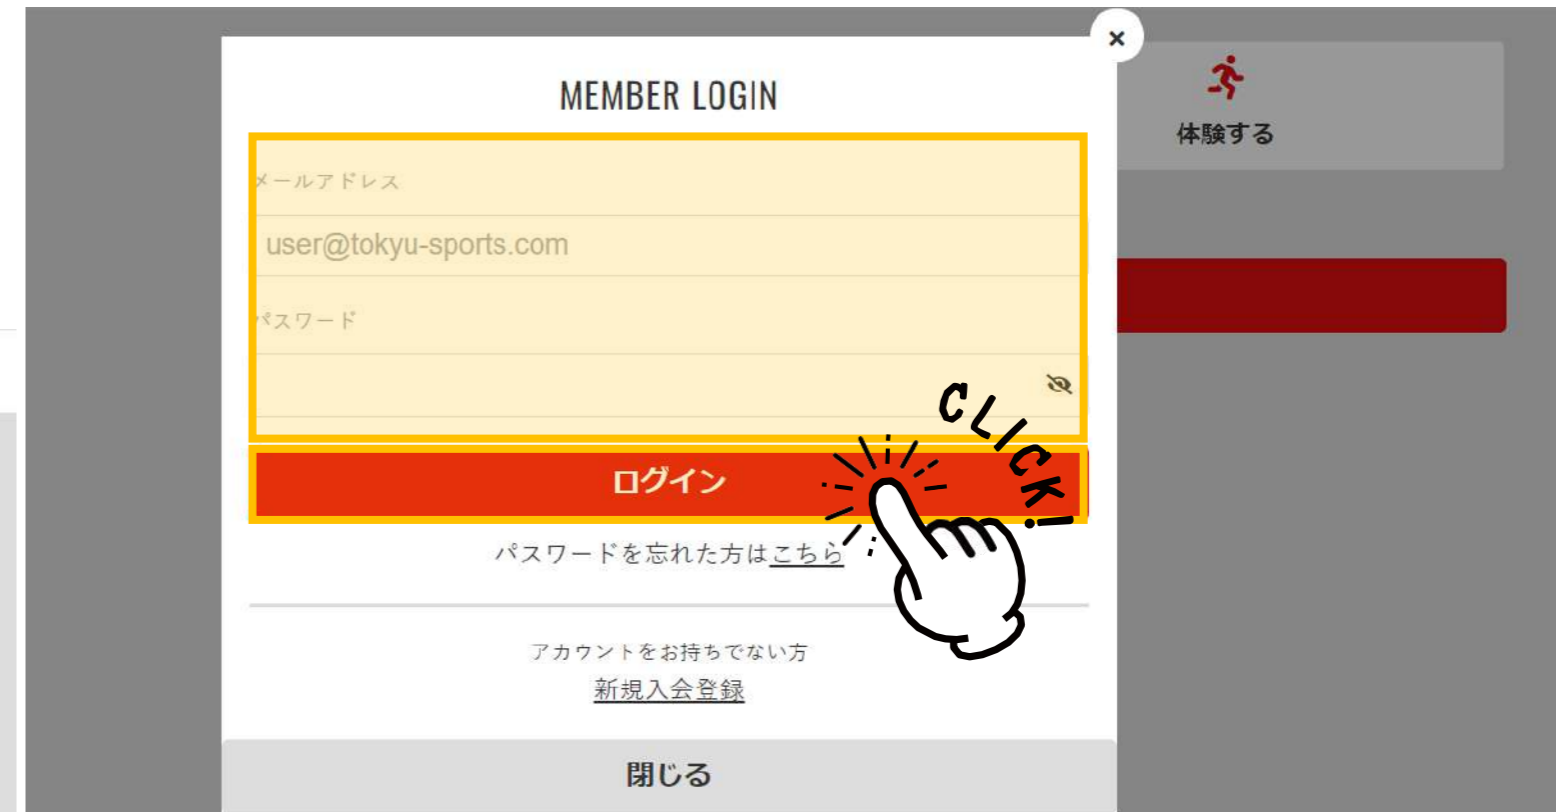 MEMBER LOGIN
体験する
メールアドレス
user@tokyu-sports.com
パスワード
CLICK!
ログイン
パスワードを忘れた方はこちら
アカウントをお持ちでない方
新規入会登録
閉じる